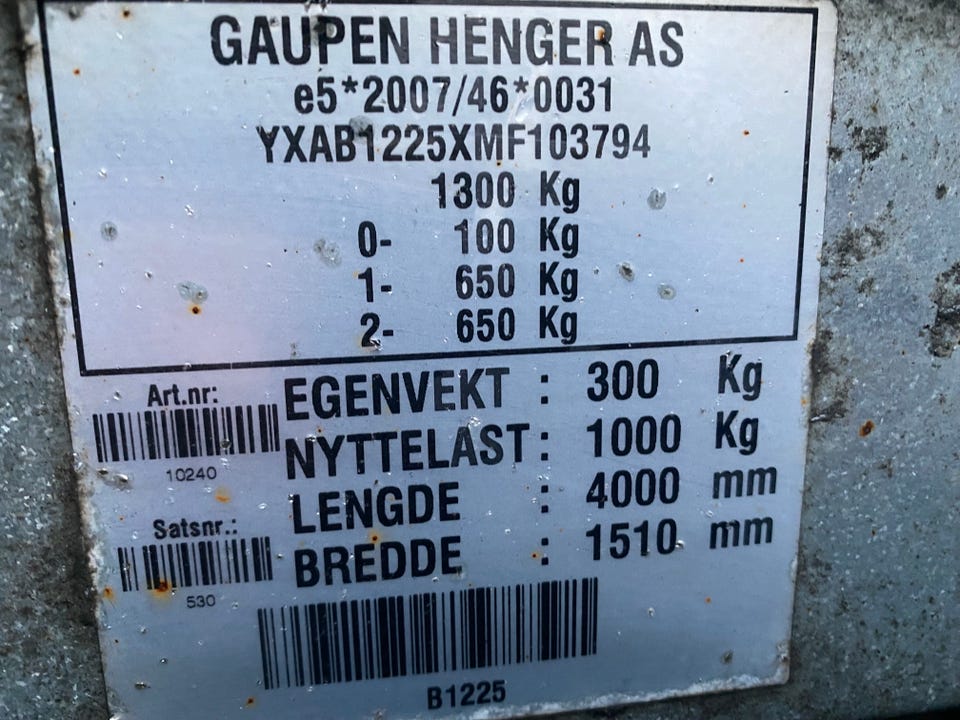 GAUPEN HENGER AS
e5*2007/46*0031
YXAB1225XMF103794
1300 Kg
0- 100 Kg
1- 650 Kg
2- 650 Kg
Art.nr:
10240
Satsnr.:
530
EGENVEKT : 300 Kg
NYTTELAST : 1000 Kg
LENGDE : 4000 mm
BREDDE : 1510 mm
B1225